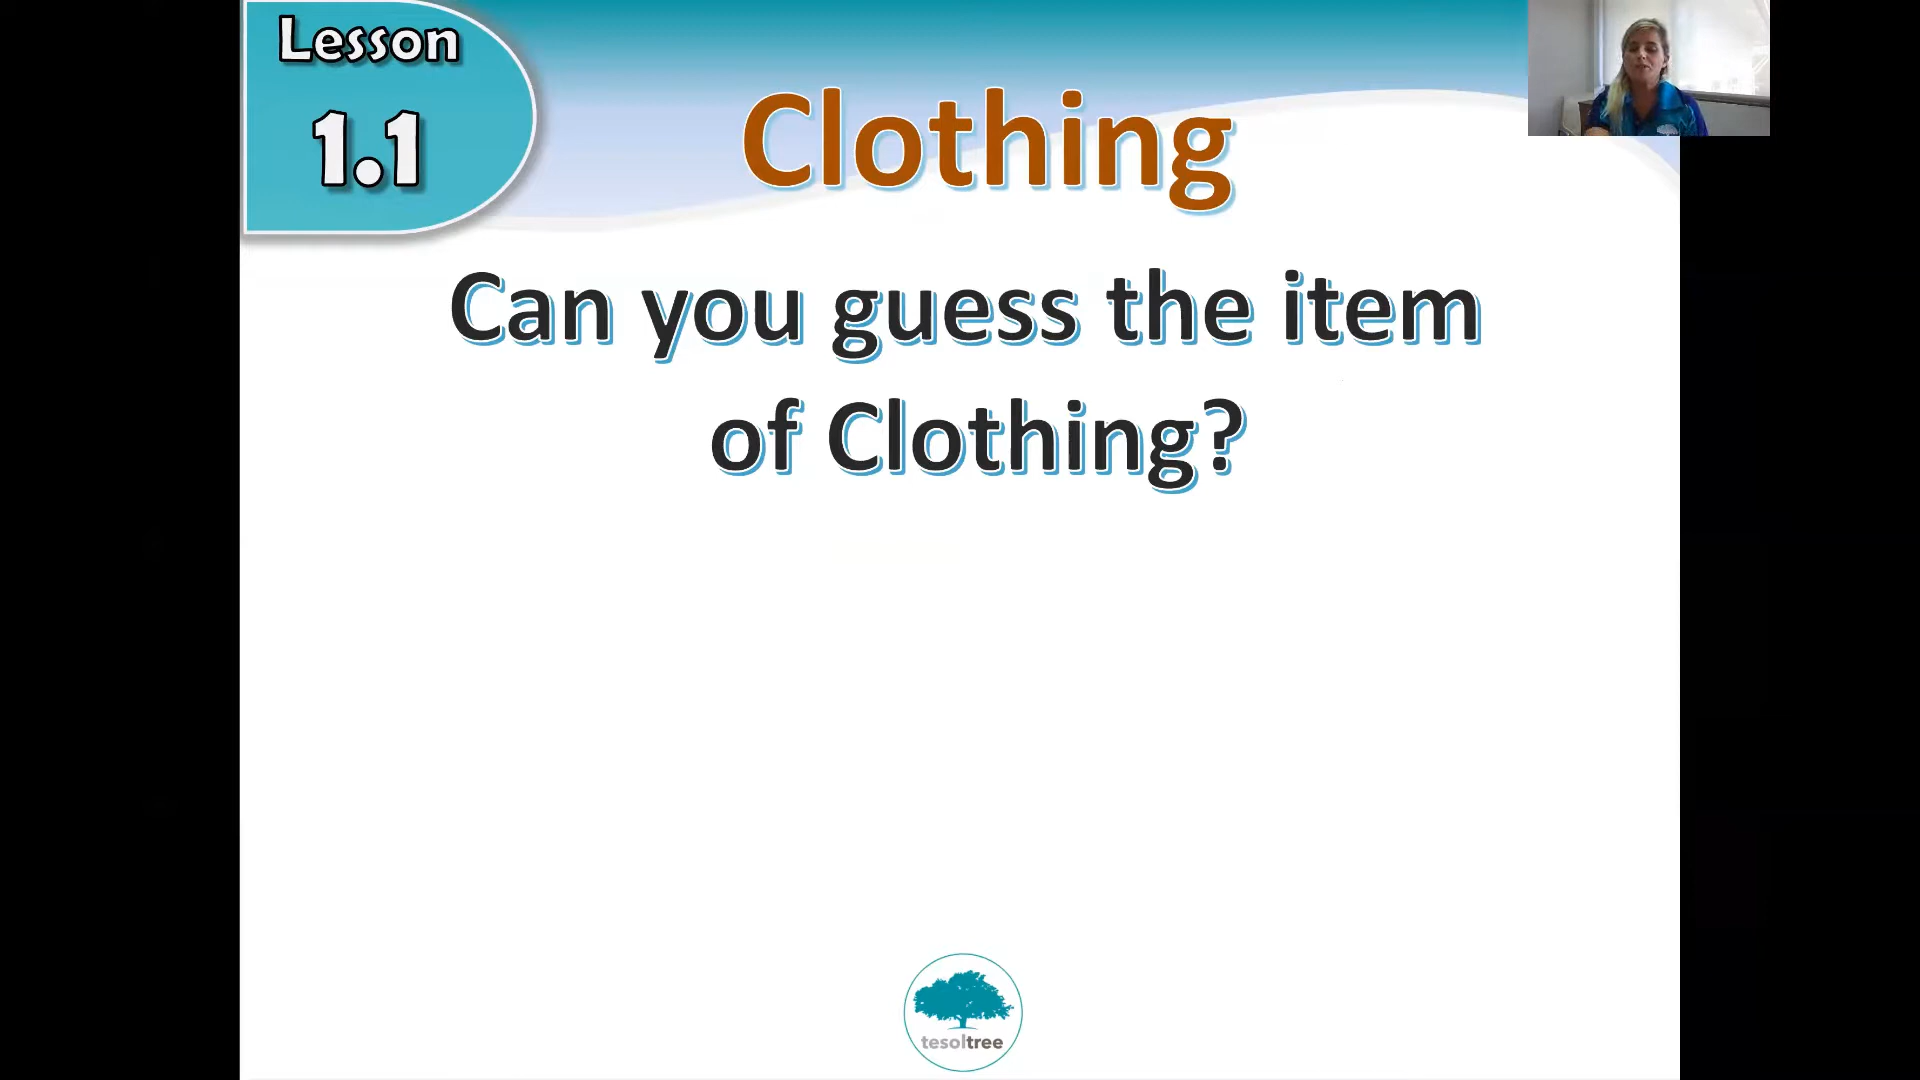 Lesson
1.1
Clothing
Can you guess the item
of Clothing?
tesoltree